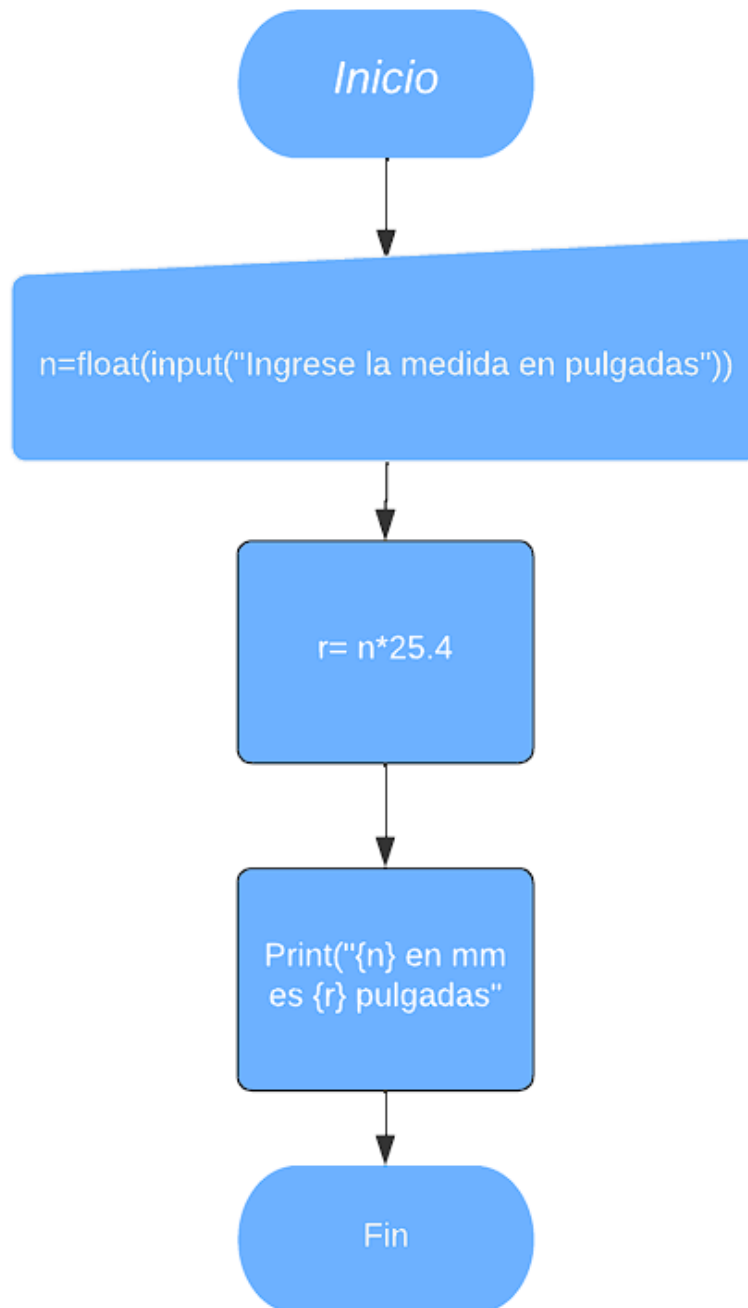 Inicio
n=float(input("Ingrese la medida en pulgadas"))
r= n*25.4
Print("{n} en mm
es {r} pulgadas"
Fin